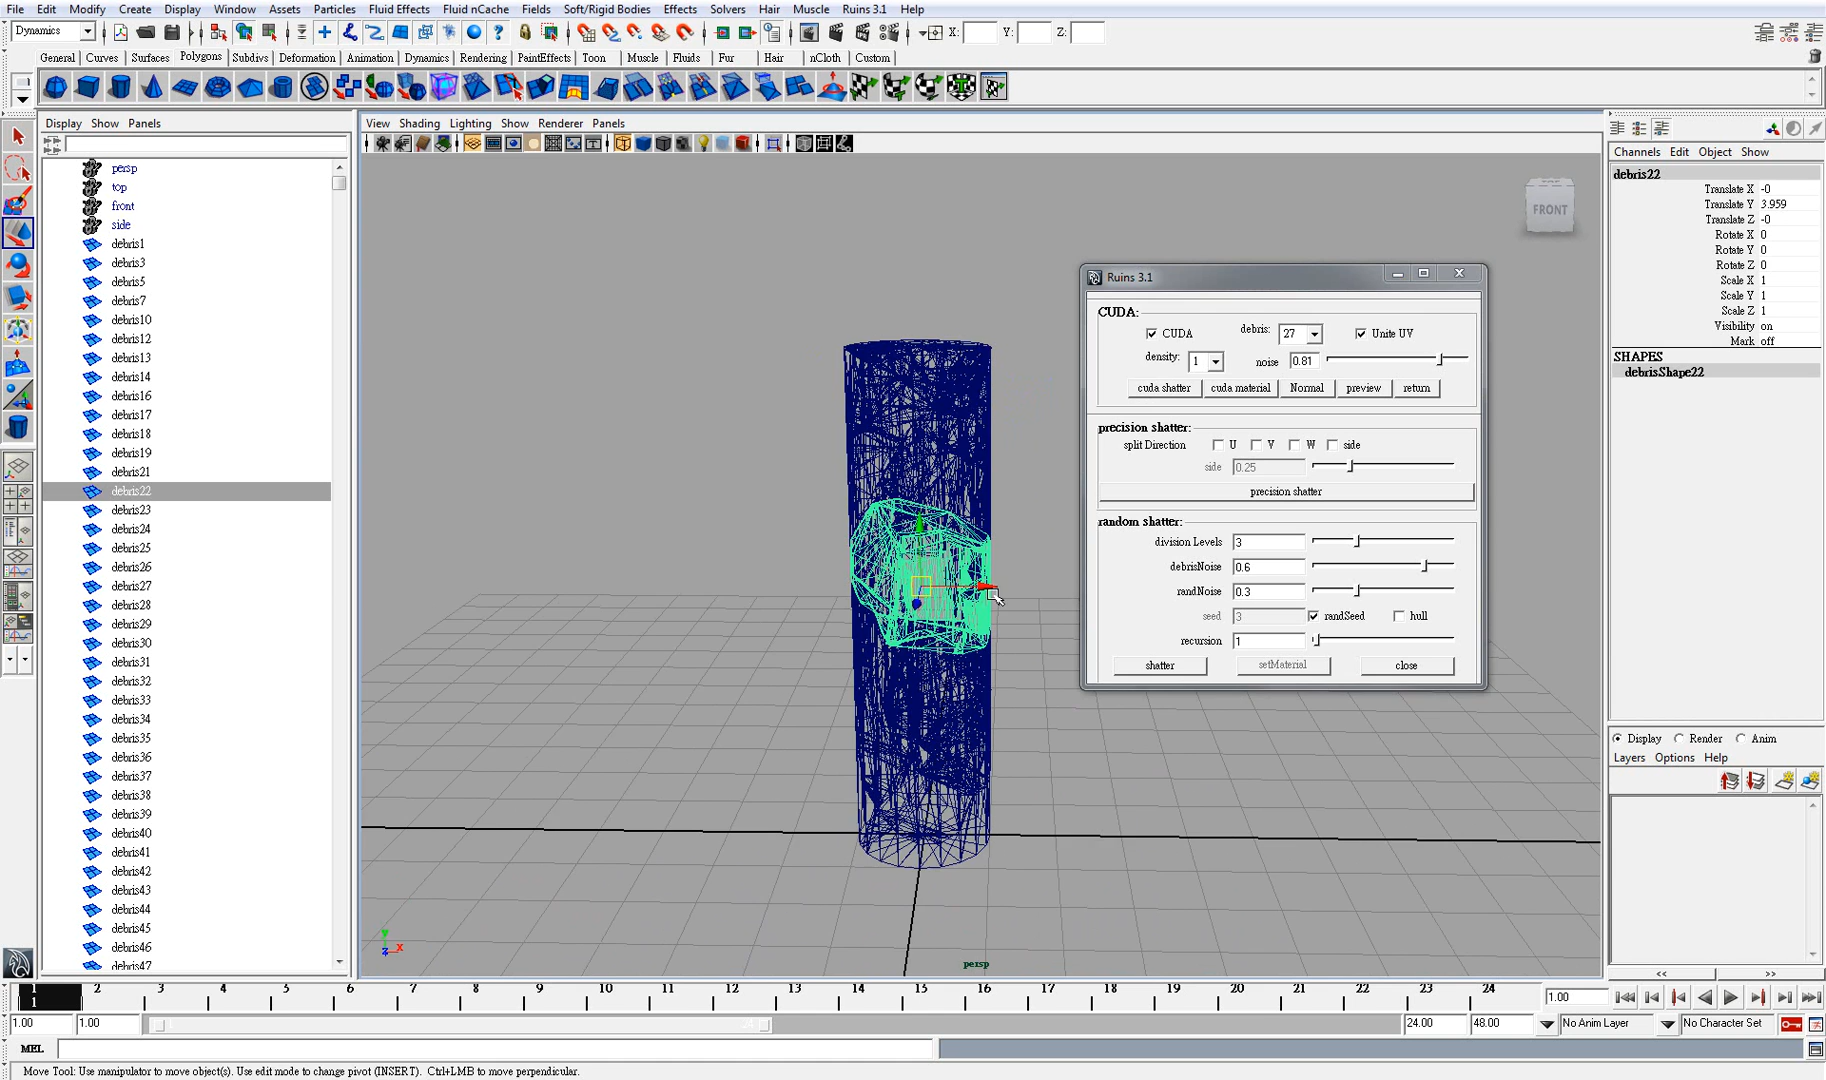 File Edit Modify Create Display Window Assets Particles Fluid Effects Fluid nCache Fields Soft/Rigid Bodies Effects Solvers Hair Muscle Ruins 3.1 Help
Dynamics X: Y: Z:
General Curves Surfaces Polygons Subdivs Deformation Animation Dynamics Rendering PaintEffects Toon Muscle Fluids Fur Hair nCloth Custom
Display Show Panels
persp
top
front
side
debris1
debris3
debris5
debris7
debris10
debris12
debris13
debris14
debris16
debris17
debris18
debris19
debris21
debris22
debris23
debris24
debris25
debris26
debris27
debris28
debris29
debris30
debris31
debris32
debris33
debris34
debris35
debris36
debris37
debris38
debris39
debris40
debris41
debris42
debris43
debris44
debris45
debris46
debris47
View Shading Lighting Show Renderer Panels
FRONT
Ruins 3.1
CUDA:
CUDA debris: 27 Unite UV
density: 1 noise 0.81
cuda shatter cuda material Normal preview return
precision shatter:
split Direction U V W side
side 0.25
precision shatter
random shatter:
division Levels 3
debrisNoise 0.6
randNoise 0.3
seed 3 randSeed hull
recursion 1
shatter setMaterial close
y
z x
persp
Channels Edit Object Show
debris22
Translate X -0
Translate Y 3.959
Translate Z -0
Rotate X 0
Rotate Y 0
Rotate Z 0
Scale X 1
Scale Y 1
Scale Z 1
Visibility on
Mark off
SHAPES
debrisShape22
Display Render Anim
Layers Options Help
<< >>
1 2 3 4 5 6 7 8 9 10 11 12 13 14 15 16 17 18 19 20 21 22 23 24
1 1.00
1.00 1.00 1 24 24.00 48.00 No Anim Layer No Character Set
MEL
Move Tool: Use manipulator to move object(s). Use edit mode to change pivot (INSERT). Ctrl+LMB to move perpendicular.